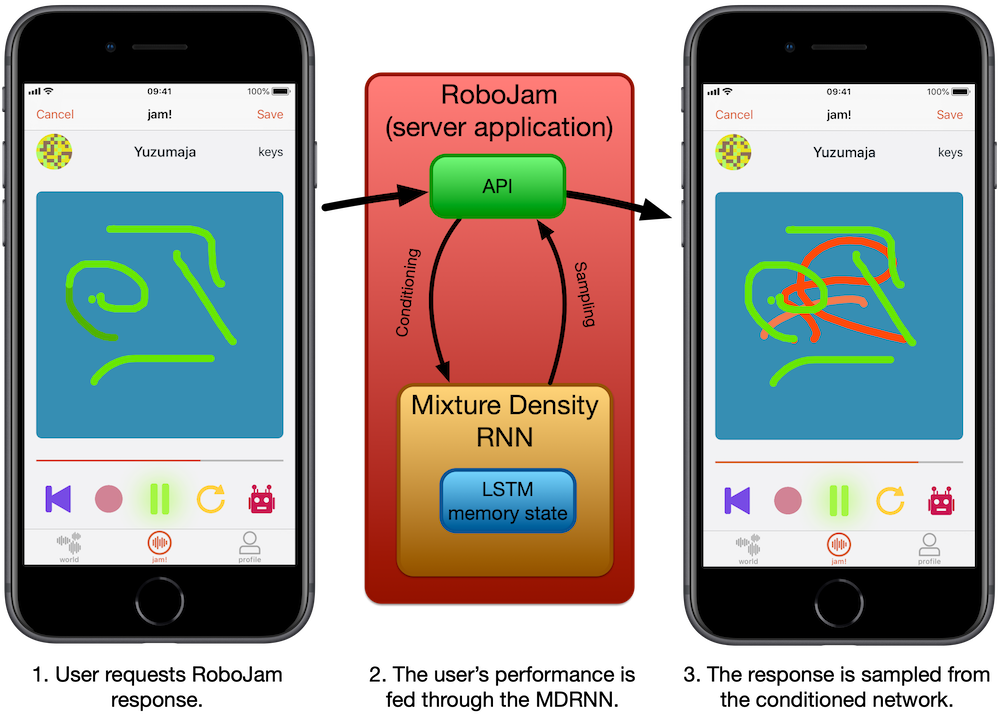 09:41
100%
Cancel
jam!
Save
Yuzumaja
keys
world
jam!
profile
1. User requests RoboJam
response.
RoboJam
(server application)
API
Conditioning
Sampling
Mixture Density
RNN
LSTM
memory state
2. The user’s performance is
fed through the MDRNN.
09:41
100%
Cancel
jam!
Save
Yuzumaja
keys
world
jam!
profile
3. The response is sampled from
the conditioned network.